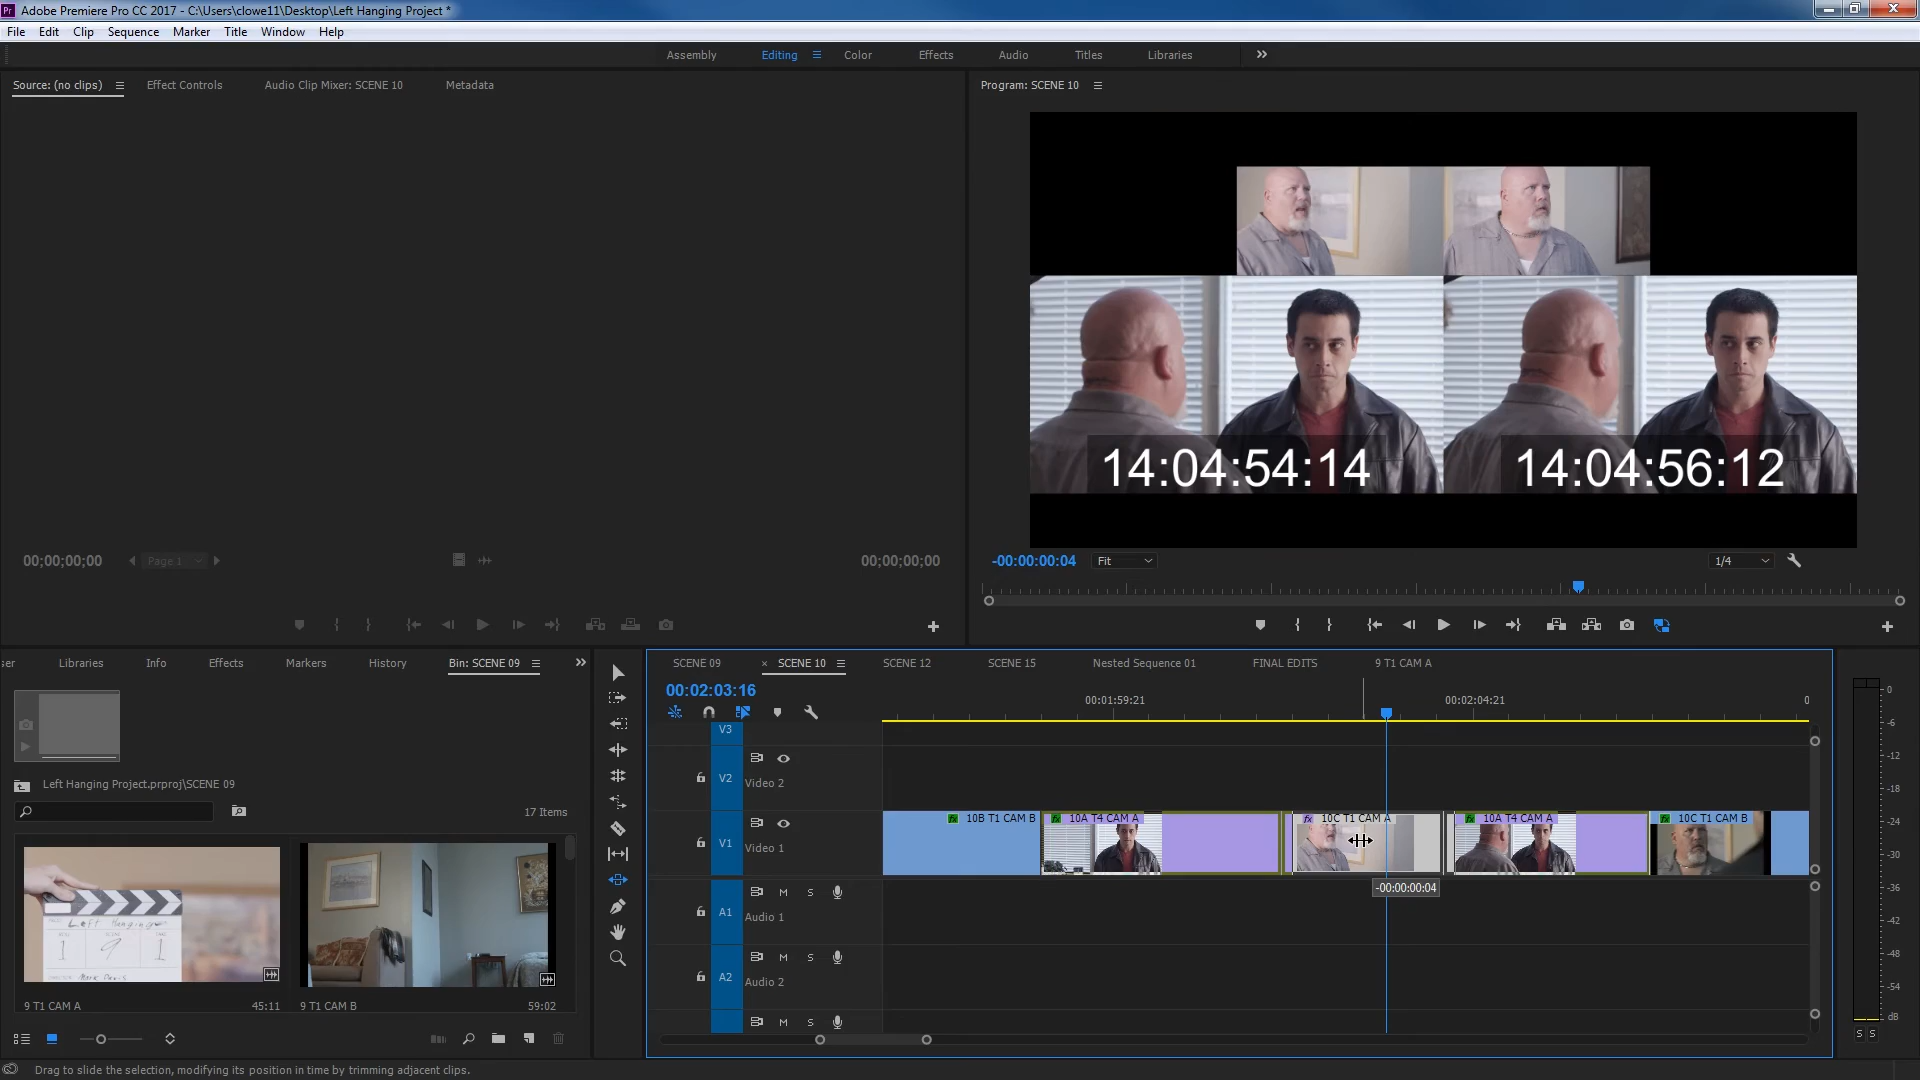 Adobe Premiere Pro CC 2017 - C:\Users\clowe11\Desktop\Left Hanging Project *
File Edit Clip Sequence Marker Title Window Help
Assembly Editing Color Effects Audio Titles Libraries
Source: (no clips) Effect Controls Audio Clip Mixer: SCENE 10 Metadata
Program: SCENE 10
14:04:54:14 14:04:56:12
00;00;00;00 Page 1 00;00;00;00
-00:00:00:04 Fit 1/4
ser Libraries Info Effects Markers History Bin: SCENE 09
SCENE 09 × SCENE 10 SCENE 12 SCENE 15 Nested Sequence 01 FINAL EDITS 9 T1 CAM A
00:02:03:16
00:01:59:21 00:02:04:21 0
V3
V2 Video 2
V1 Video 1
10B T1 CAM B 10A T4 CAM A 10C T1 CAM A 10A T4 CAM A 10C T1 CAM B
-00:00:00:04
A1 M S Audio 1
A2 M S Audio 2
M S
Left Hanging Project.prproj\SCENE 09
17 Items
Left Hanging
1 9 1
9 T1 CAM A 45:11
9 T1 CAM B 59:02
0
-6
-12
-18
-24
-30
-36
-42
-48
-54
dB
S S
Drag to slide the selection, modifying its position in time by trimming adjacent clips.